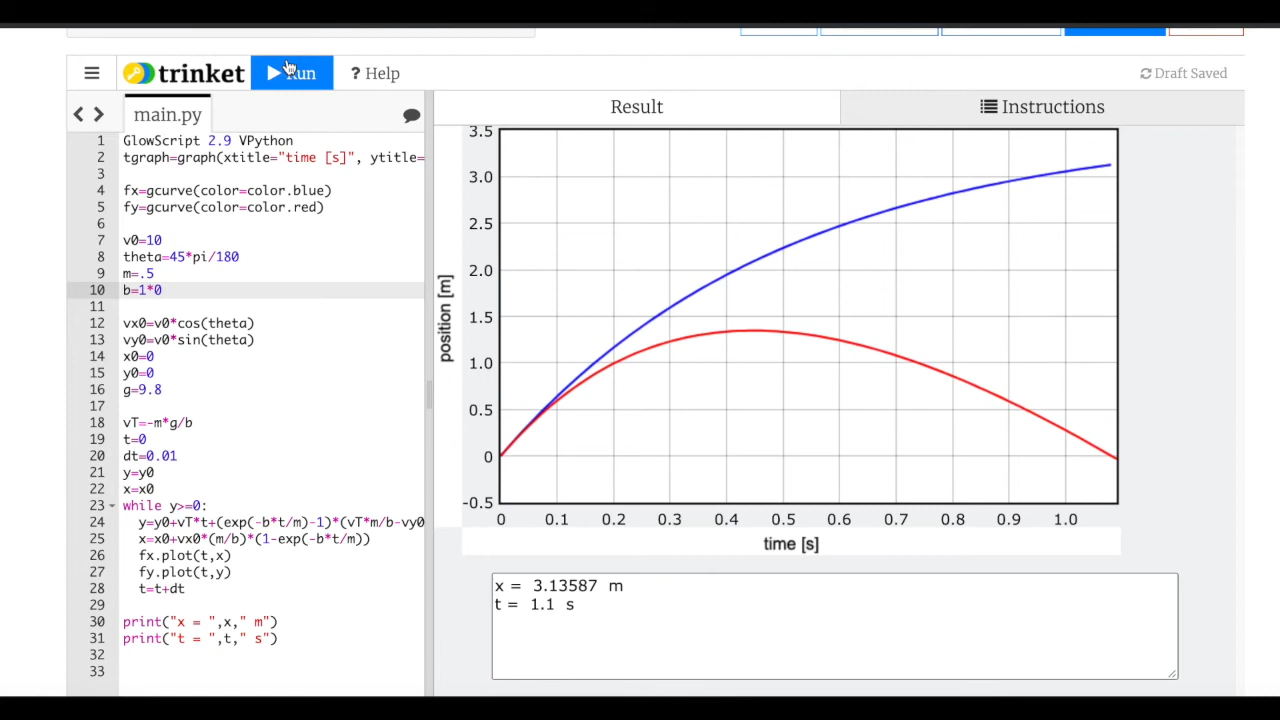 trinket
Run
? Help
Draft Saved
main.py
Result
Instructions
1 GlowScript 2.9 VPython
2 tgraph=graph(xtitle="time [s]", ytitle=
3
4 fx=gcurve(color=color.blue)
5 fy=gcurve(color=color.red)
6
7 v0=10
8 theta=45*pi/180
9 m=.5
10 b=1*0
11
12 vx0=v0*cos(theta)
13 vy0=v0*sin(theta)
14 x0=0
15 y0=0
16 g=9.8
17
18 vT=-m*g/b
19 t=0
20 dt=0.01
21 y=y0
22 x=x0
23 while y>=0:
24 y=y0+vT*t+(exp(-b*t/m)-1)*(vT*m/b-vy0
25 x=x0+vx0*(m/b)*(1-exp(-b*t/m))
26 fx.plot(t,x)
27 fy.plot(t,y)
28 t=t+dt
29
30 print("x = ",x," m")
31 print("t = ",t," s")
32
33
3.5
3.0
2.5
2.0
1.5
1.0
0.5
0
-0.5
position [m]
0 0.1 0.2 0.3 0.4 0.5 0.6 0.7 0.8 0.9 1.0
time [s]
x = 3.13587 m
t = 1.1 s